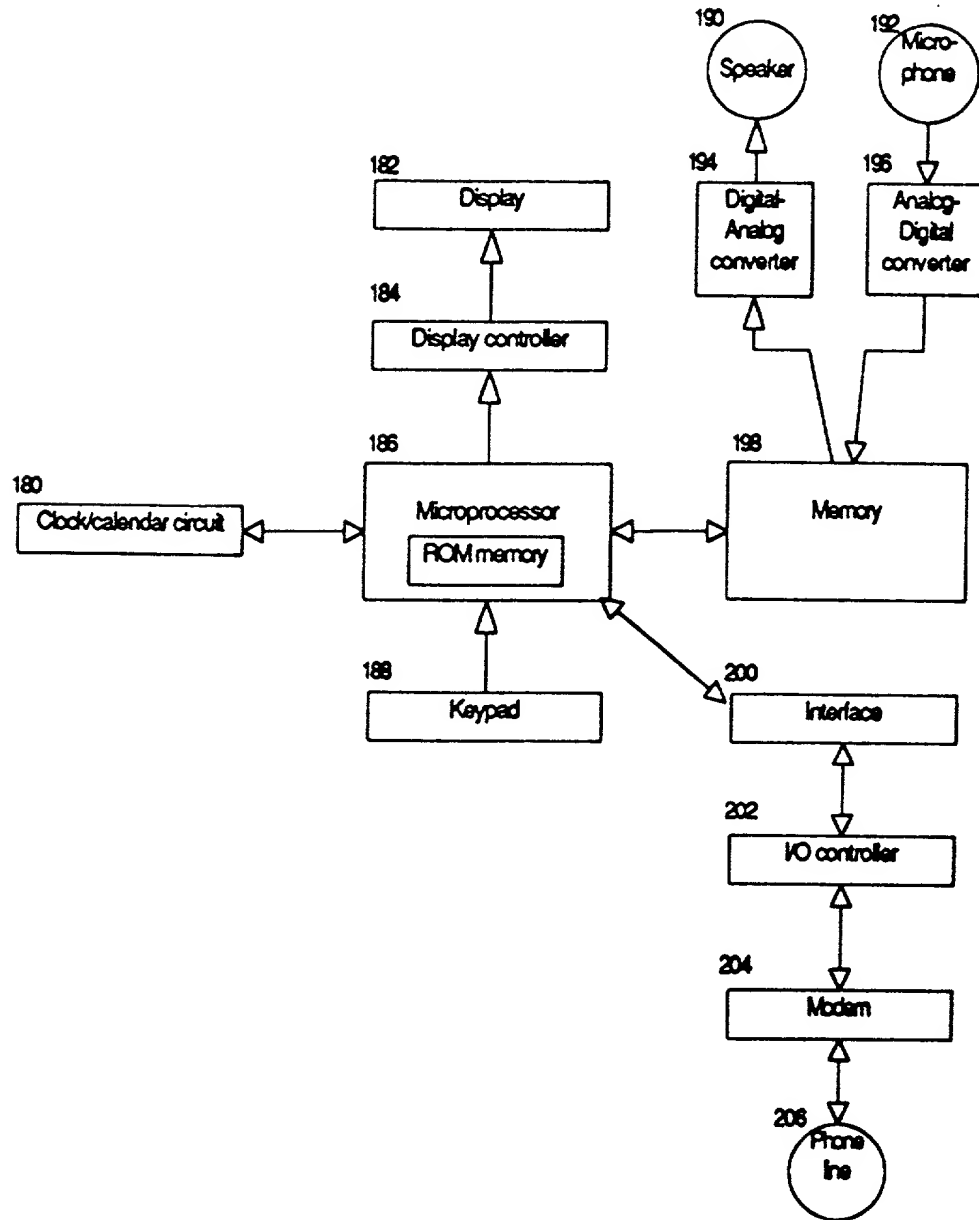 190
Speaker
192
Micro-
phone
182
Display
194
Digital-
Analog
converter
196
Analog-
Digital
converter
184
Display controller
186
Microprocessor
ROM memory
198
Memory
180
Clock/calendar circuit
188
Keypad
200
Interface
202
I/O controller
204
Modem
206
Phone
line